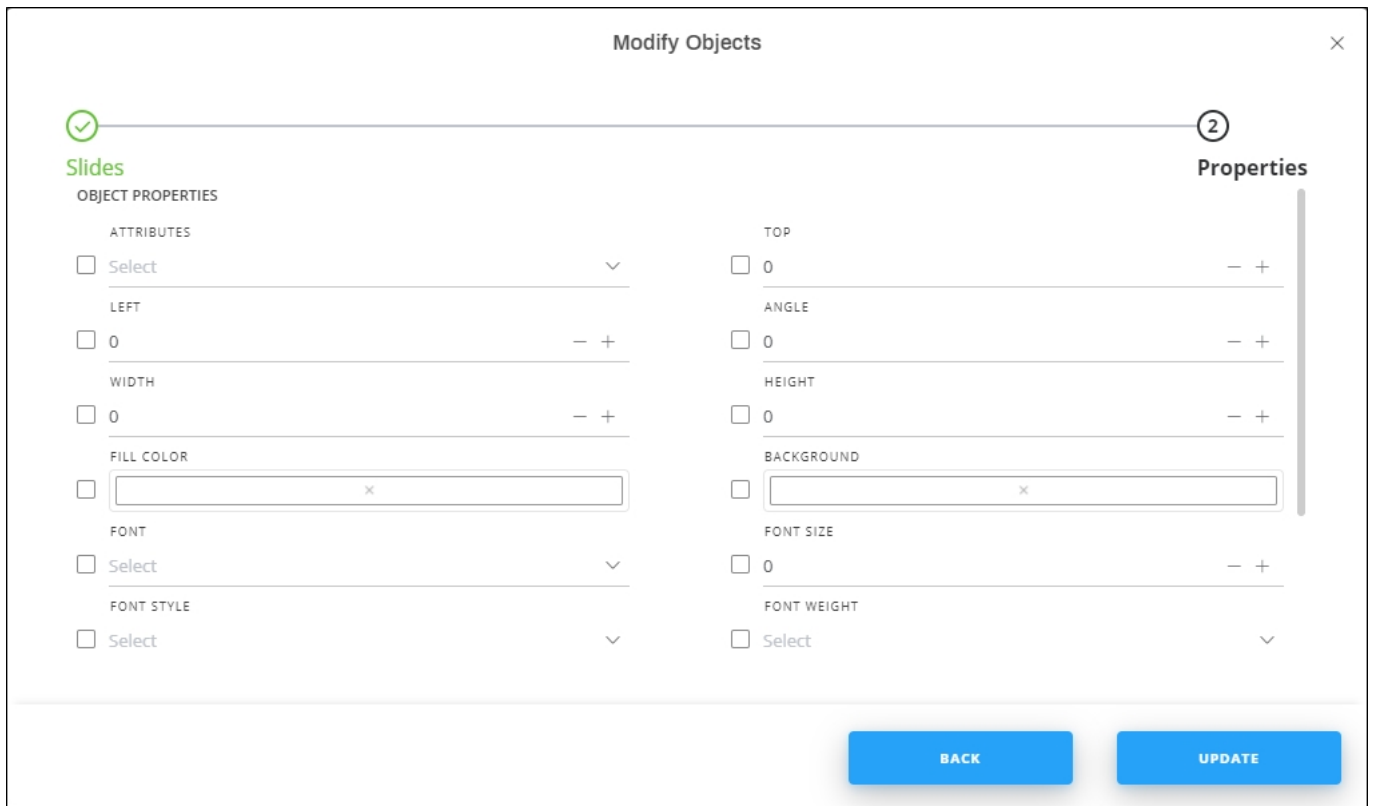 Modify Objects
2
Slides
Properties
OBJECT PROPERTIES
ATTRIBUTES
TOP
Select
0
LEFT
ANGLE
0
0
WIDTH
HEIGHT
0
0
FILL COLOR
BACKGROUND
FONT
FONT SIZE
Select
0
FONT STYLE
FONT WEIGHT
Select
Select
BACK
UPDATE